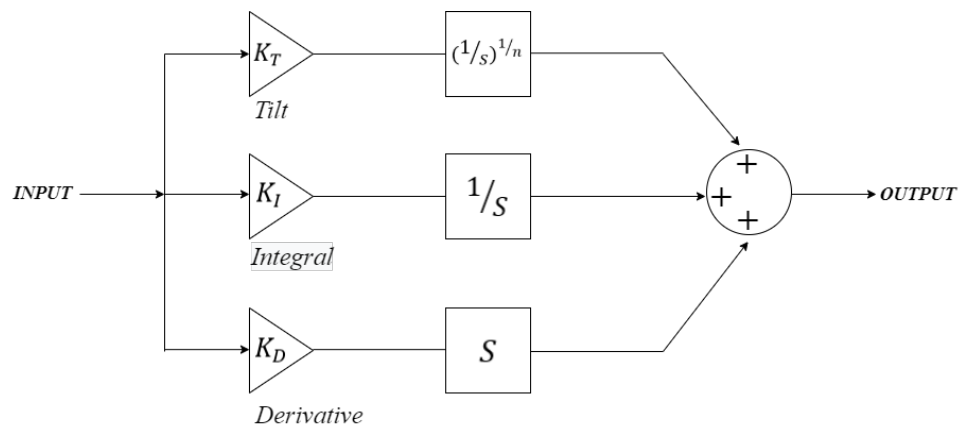 K_T
(1/s)^{1/n}
Tilt
INPUT
K_I
1/S
+
+
+
OUTPUT
Integral
K_D
S
Derivative